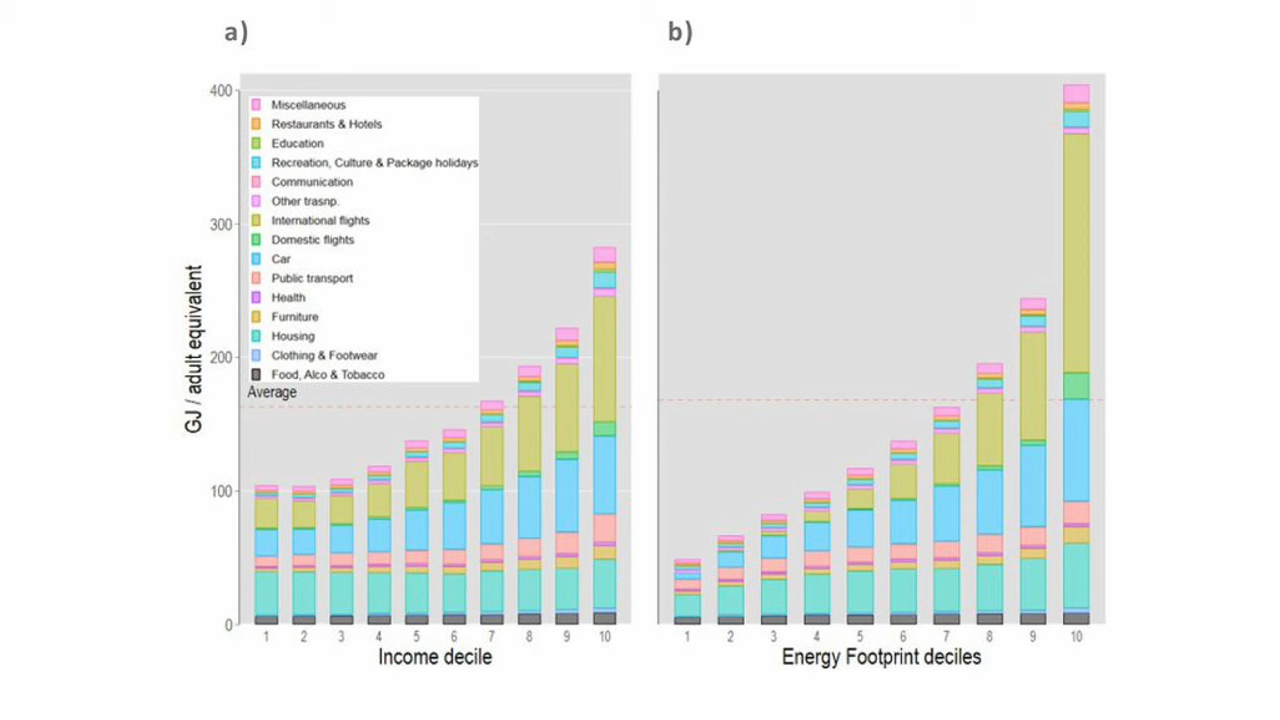 a)
b)
400
300
200
100
0
GJ / adult equivalent
Miscellaneous
Restaurants & Hotels
Education
Recreation, Culture & Package holidays
Communication
Other trasnp.
International flights
Domestic flights
Car
Public transport
Health
Furniture
Housing
Clothing & Footwear
Food, Alco & Tobacco
Average
1 2 3 4 5 6 7 8 9 10
Income decile
1 2 3 4 5 6 7 8 9 10
Energy Footprint deciles